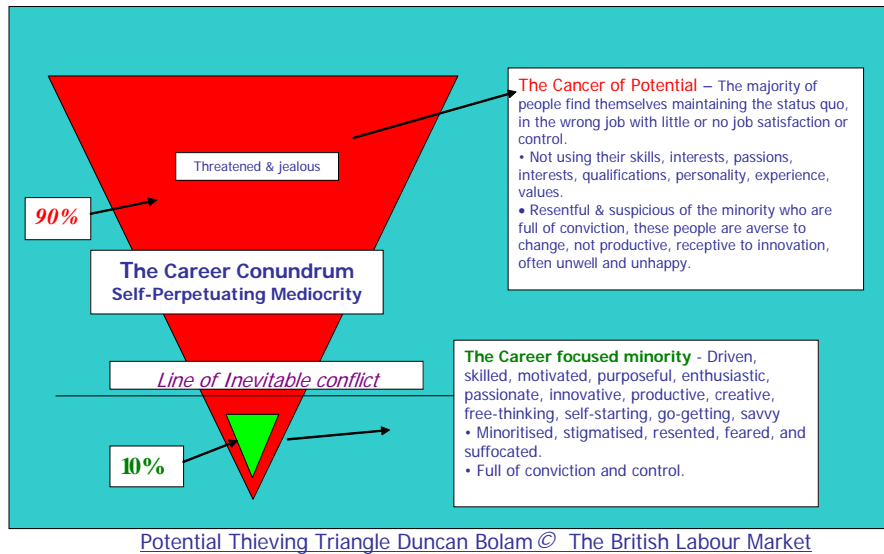 The Cancer of Potential – The majority of
people find themselves maintaining the status quo,
in the wrong job with little or no job satisfaction or
control.
• Not using their skills, interests, passions,
interests, qualifications, personality, experience,
values.
• Resentful & suspicious of the minority who are
full of conviction, these people are averse to
change, not productive, receptive to innovation,
often unwell and unhappy.
Threatened & jealous
90%
The Career Conundrum
Self-Perpetuating Mediocrity
Line of Inevitable conflict
The Career focused minority - Driven,
skilled, motivated, purposeful, enthusiastic,
passionate, innovative, productive, creative,
free-thinking, self-starting, go-getting, savvy
• Minoritised, stigmatised, resented, feared, and
suffocated.
• Full of conviction and control.
10%
Potential Thieving Triangle Duncan Bolam © The British Labour Market